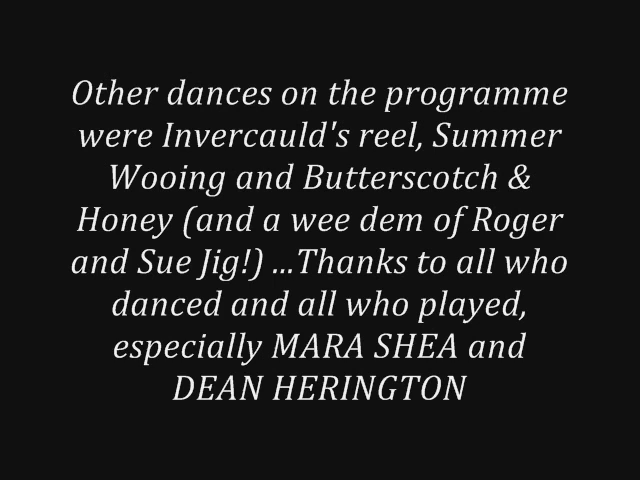 Other dances on the programme
were Invercauld's reel, Summer
Wooing and Butterscotch &
Honey (and a wee dem of Roger
and Sue Jig!) ...Thanks to all who
danced and all who played,
especially MARA SHEA and
DEAN HERINGTON